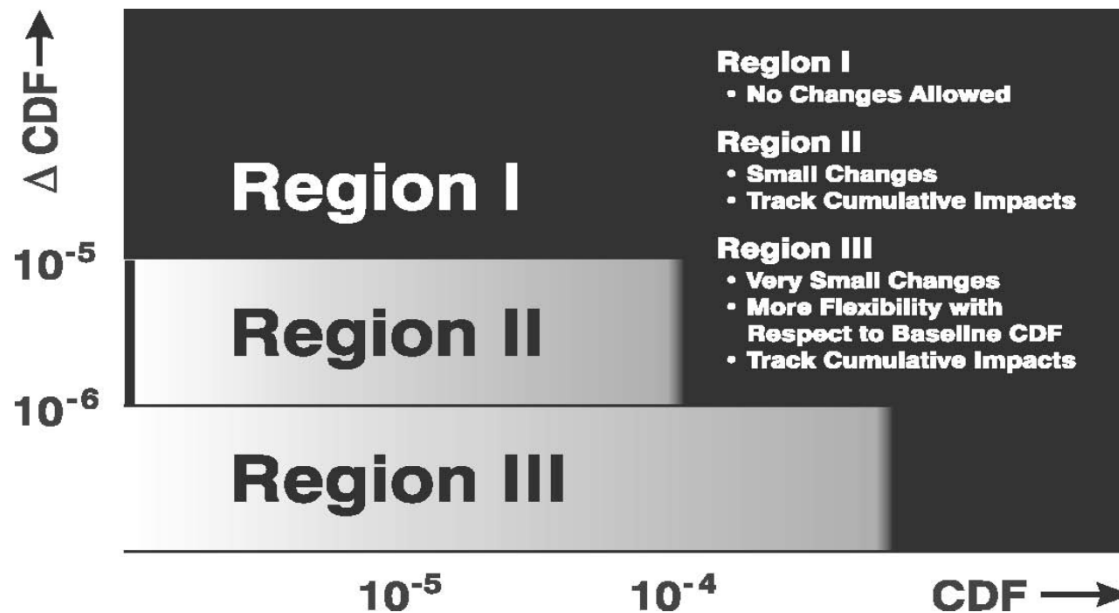 Δ CDF→
Region I
• No Changes Allowed
Region II
• Small Changes
• Track Cumulative Impacts
Region III
• Very Small Changes
• More Flexibility with
Respect to Baseline CDF
• Track Cumulative Impacts
Region I
10⁻⁵
Region II
10⁻⁶
Region III
10⁻⁵
10⁻⁴
CDF →